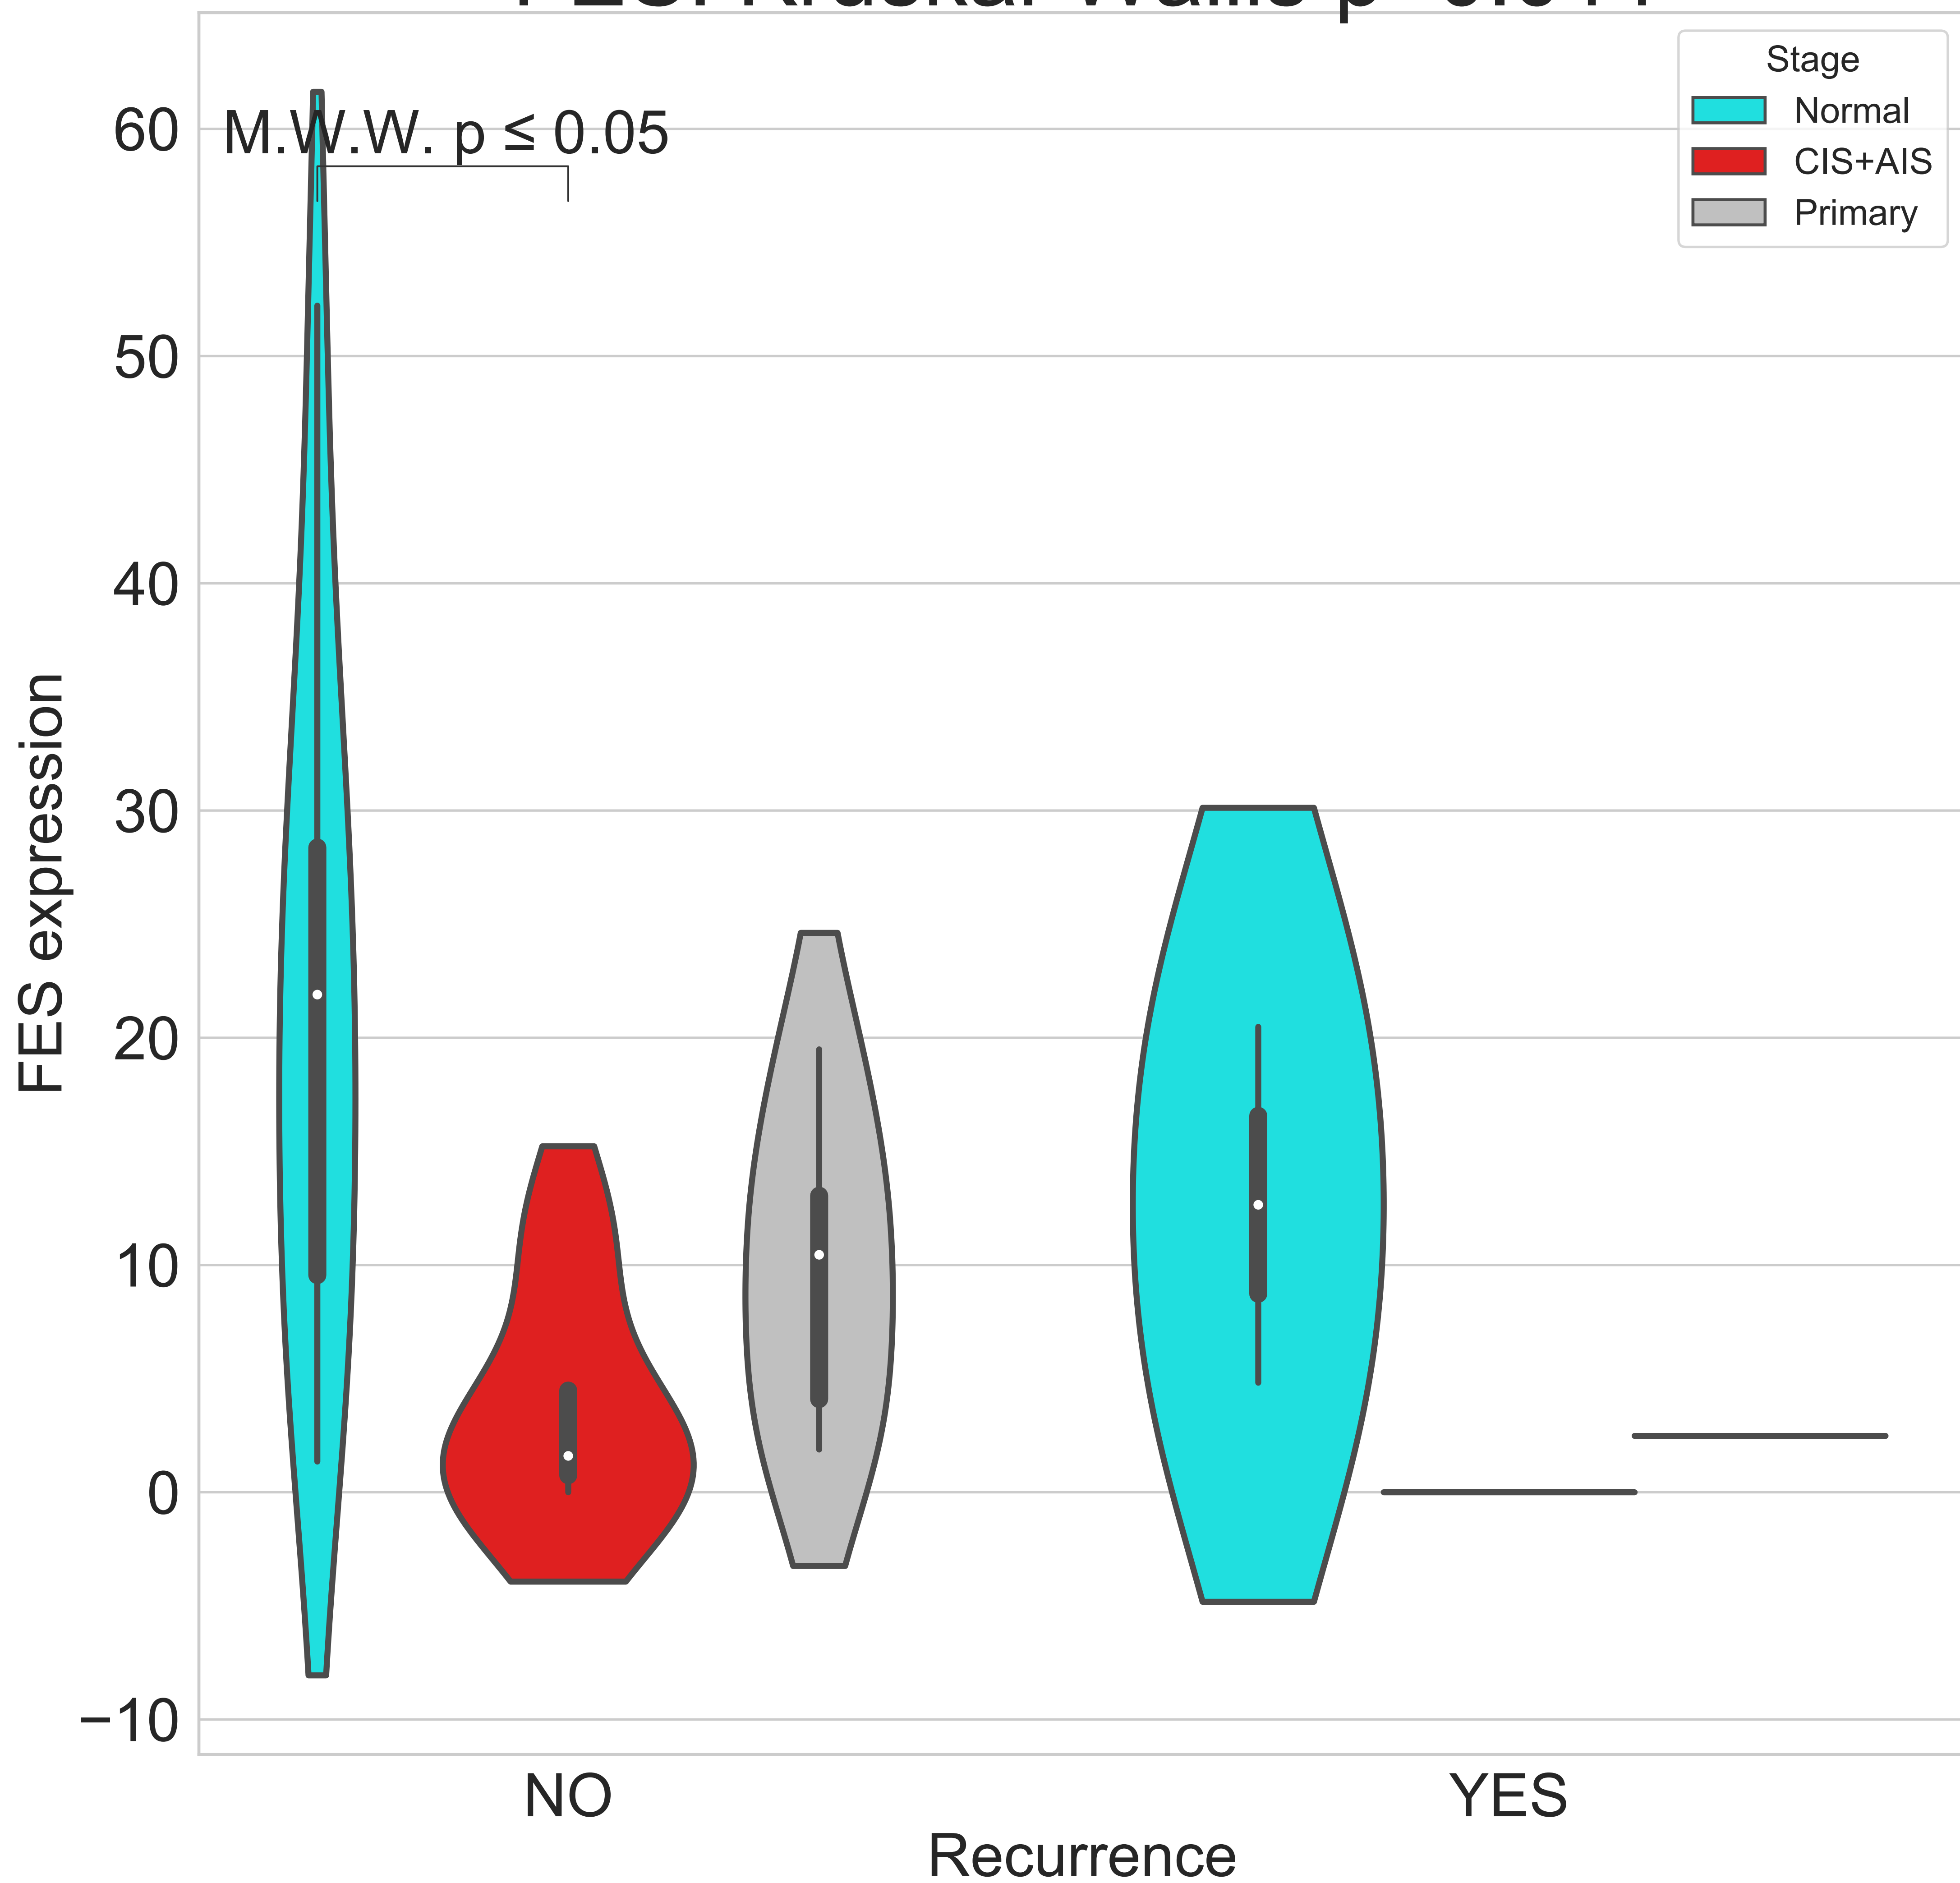 60
50
40
30
20
10
0
−10
FES expression
M.W.W. p ≤ 0.05
Stage
Normal
CIS+AIS
Primary
NO
YES
Recurrence